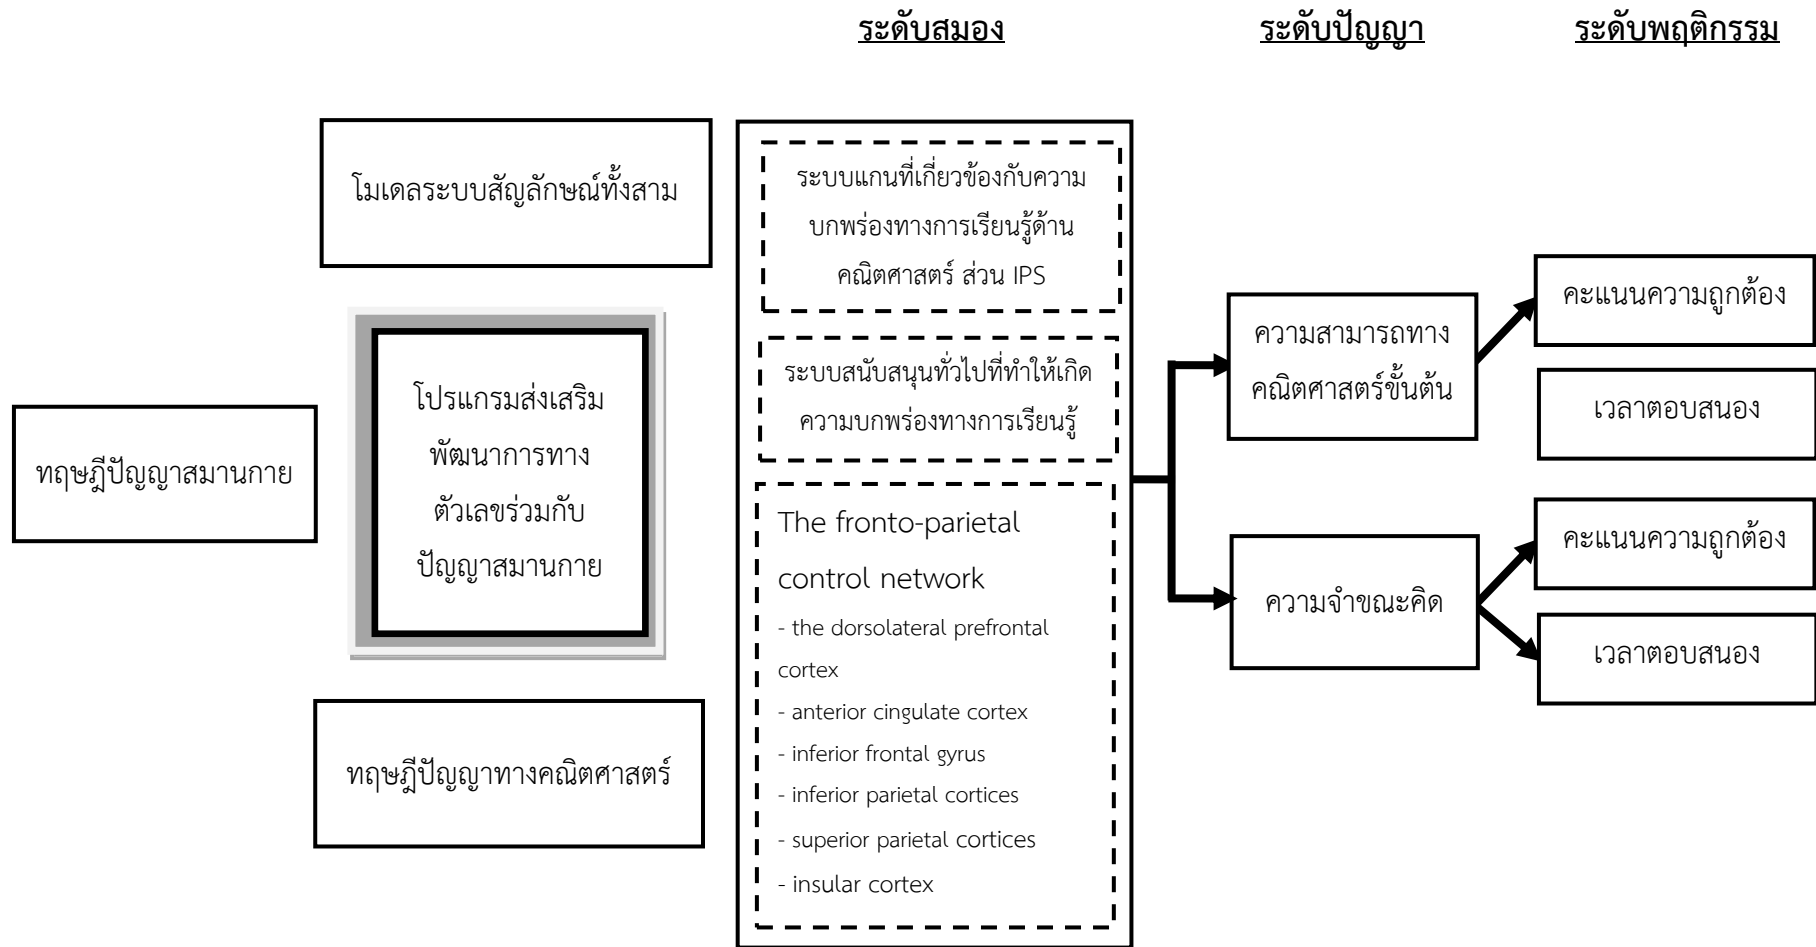 ระดับสมอง
ระดับปัญญา
ระดับพฤติกรรม
โมเดลระบบสัญลักษณ์ทั้งสาม
ทฤษฎีปัญญาสมานกาย
โปรแกรมส่งเสริม
พัฒนาการทาง
ตัวเลขร่วมกับ
ปัญญาสมานกาย
ทฤษฎีปัญญาทางคณิตศาสตร์
ระบบแกนที่เกี่ยวข้องกับความ
บกพร่องทางการเรียนรู้ด้าน
คณิตศาสตร์ ส่วน IPS
ระบบสนับสนุนทั่วไปที่ทำให้เกิด
ความบกพร่องทางการเรียนรู้
The fronto-parietal
control network
- the dorsolateral prefrontal
cortex
- anterior cingulate cortex
- inferior frontal gyrus
- inferior parietal cortices
- superior parietal cortices
- insular cortex
ความสามารถทาง
คณิตศาสตร์ขั้นต้น
ความจำขณะคิด
คะแนนความถูกต้อง
เวลาตอบสนอง
คะแนนความถูกต้อง
เวลาตอบสนอง